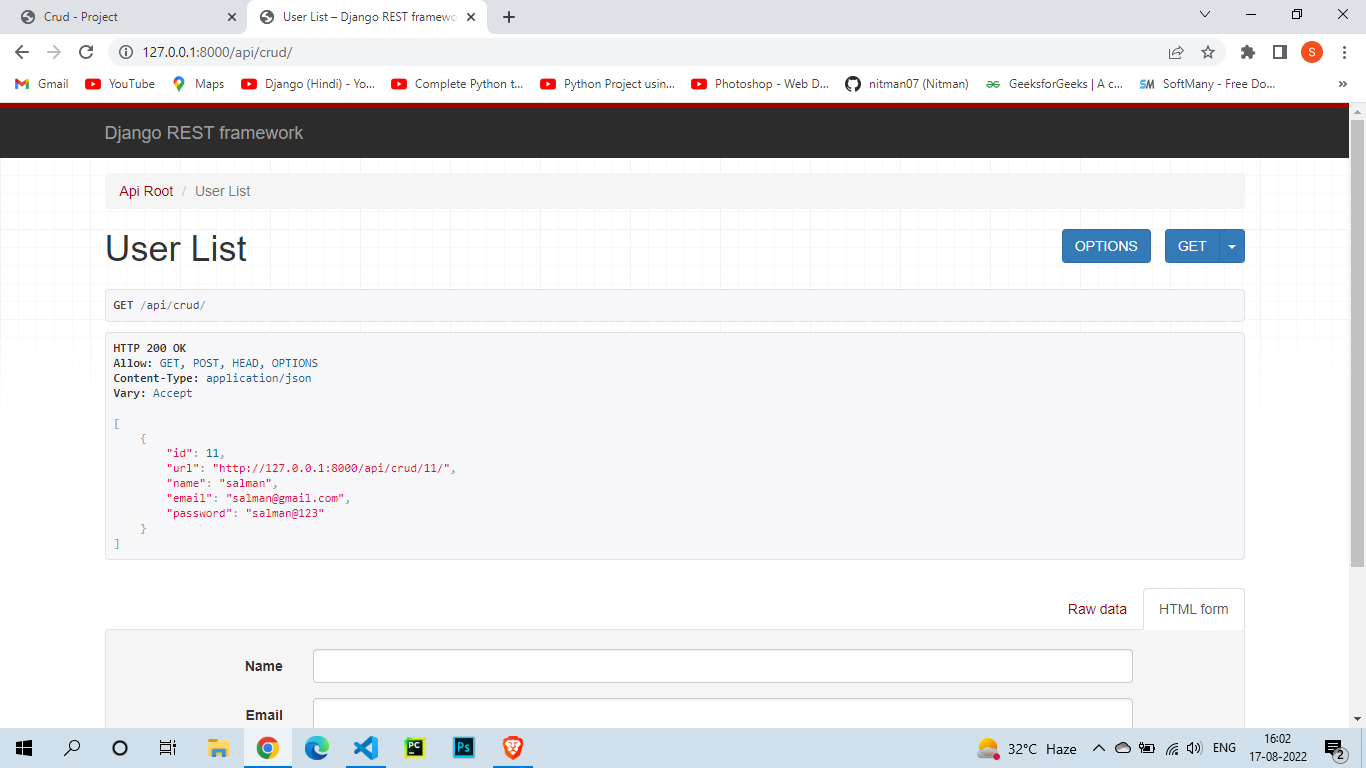 Crud - Project
User List – Django REST framewo
127.0.0.1:8000/api/crud/
S
Gmail
YouTube
Maps
Django (Hindi) - Yo...
Complete Python t...
Python Project usin...
Photoshop - Web D...
nitman07 (Nitman)
GeeksforGeeks | A c...
SM SoftMany - Free Do...
»
Django REST framework
Api Root / User List
User List
OPTIONS
GET
GET /api/crud/
HTTP 200 OK
Allow: GET, POST, HEAD, OPTIONS
Content-Type: application/json
Vary: Accept
[
{
"id": 11,
"url": "http://127.0.0.1:8000/api/crud/11/",
"name": "salman",
"email": "salman@gmail.com",
"password": "salman@123"
}
]
Raw data
HTML form
Name
Email
PC
Ps
32°C Haze
ENG
16:02
17-08-2022
2